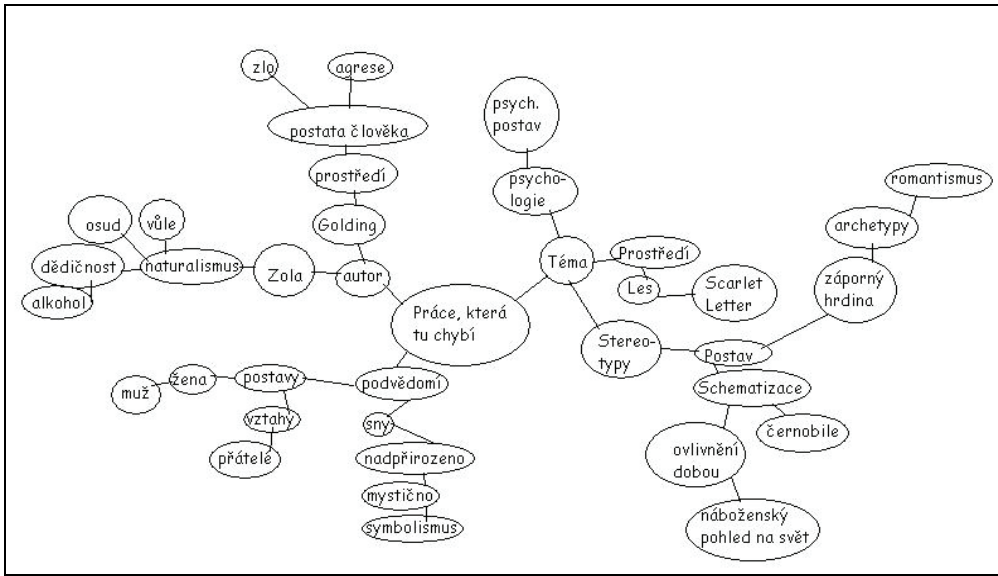 zlo
agrese
postata člověka
prostředí
Golding
osud
vůle
dědičnost
naturalismus
alkohol
Zola
autor
Práce, která
tu chybí
psych.
postav
psycho-
logie
Téma
Prostředí
Les
Scarlet
Letter
Stereo-
typy
Postav
romantismus
archetypy
záporný
hrdina
Schematizace
černobile
ovlivnění
dobou
náboženský
pohled na svět
podvědomí
postavy
žena
muž
vztahy
přátelé
sny
nadpřirozeno
mystično
symbolismus